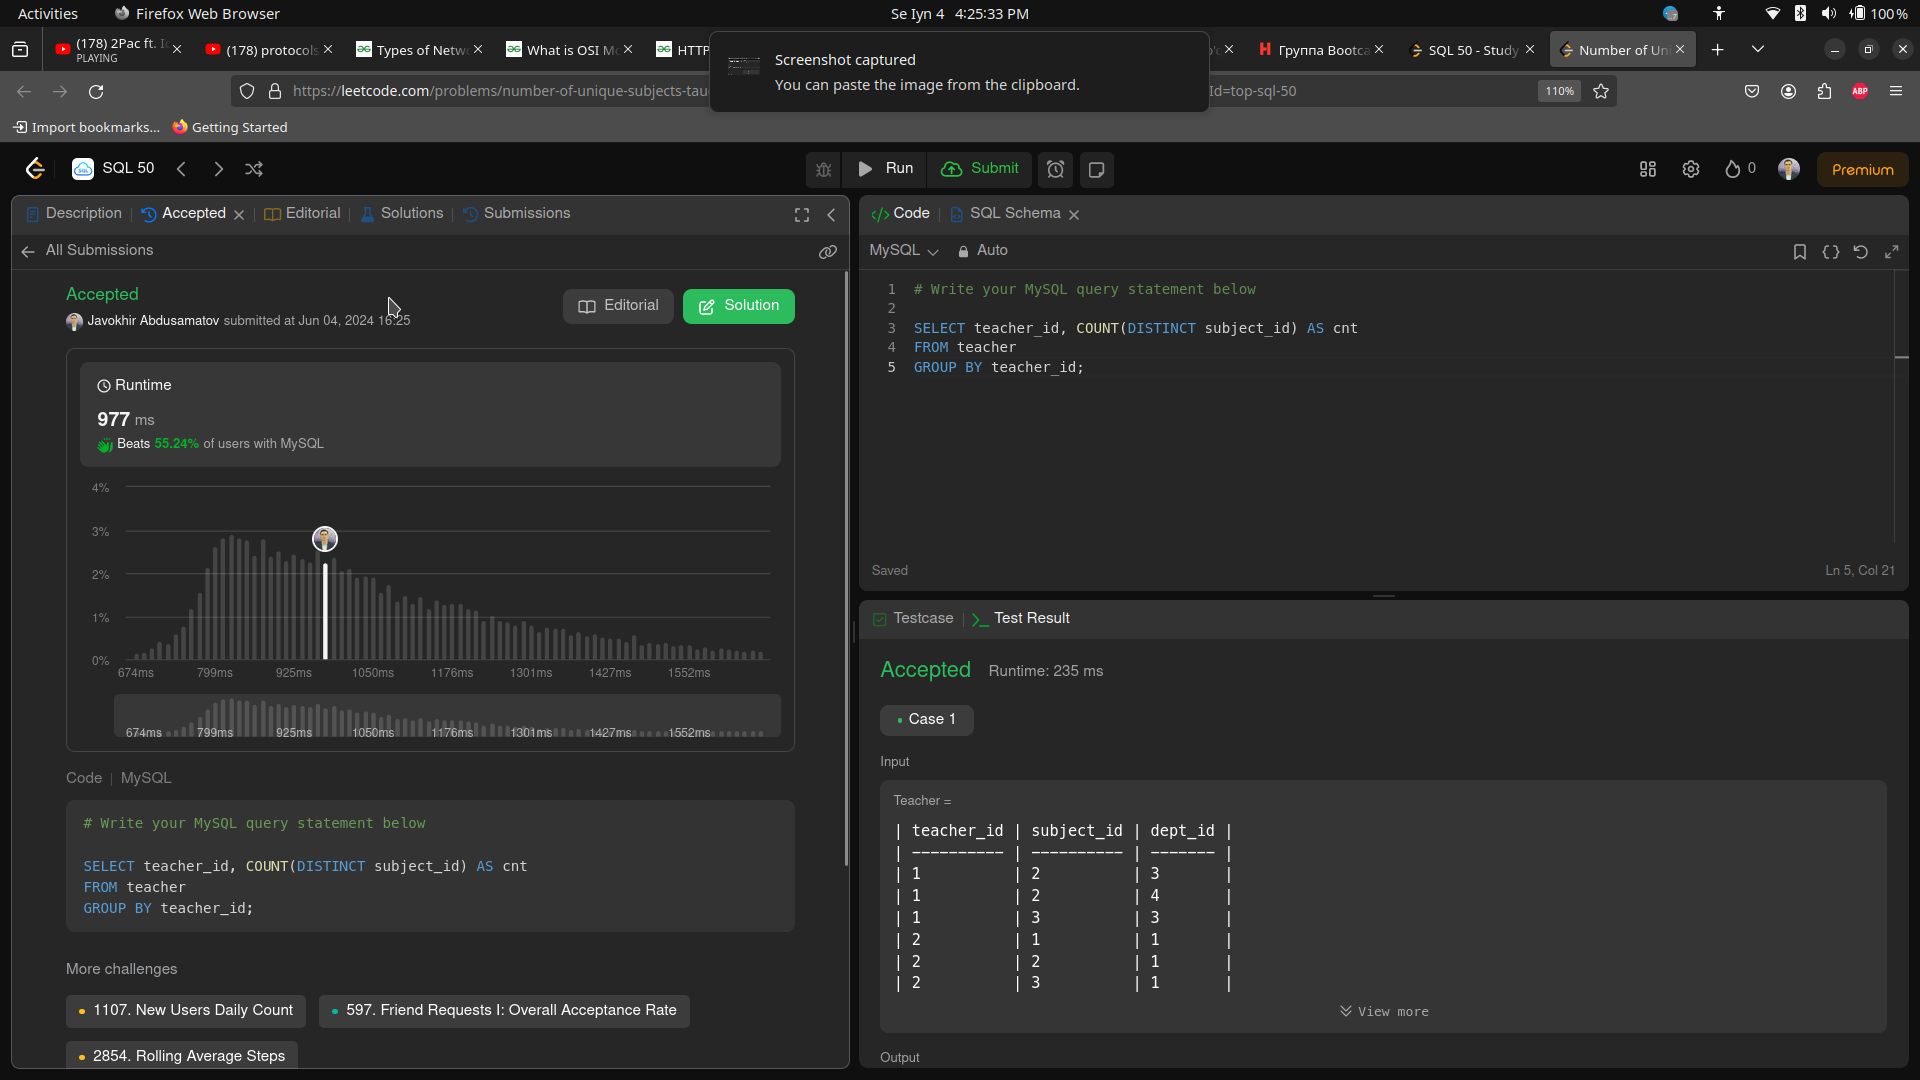 Activities
Firefox Web Browser
Se Iyn 4 4:25:33 PM
100 %
(178) 2Pac ft.
PLAYING
(178) protocols
Types of Netw
What is OSI Mo
HTTP
Группа Bootca
SQL 50 - Study
Number of Uni
Screenshot captured
You can paste the image from the clipboard.
https://leetcode.com/problems/number-of-unique-subjects-tau
Id=top-sql-50
110%
ABP
Import bookmarks...
Getting Started
SQL 50
Run
Submit
0
Premium
Description
Accepted
Editorial
Solutions
Submissions
All Submissions
Accepted
Javokhir Abdusamatov submitted at Jun 04, 2024 16:25
Editorial
Solution
Runtime
977 ms
Beats 55.24% of users with MySQL
4%
3%
2%
1%
0%
674ms 799ms 925ms 1050ms 1176ms 1301ms 1427ms 1552ms
674ms 799ms 925ms 1050ms 1176ms 1301ms 1427ms 1552ms
Code | MySQL
# Write your MySQL query statement below
SELECT teacher_id, COUNT(DISTINCT subject_id) AS cnt
FROM teacher
GROUP BY teacher_id;
More challenges
1107. New Users Daily Count
597. Friend Requests I: Overall Acceptance Rate
2854. Rolling Average Steps
</> Code
SQL Schema
MySQL
Auto
1 # Write your MySQL query statement below
2
3 SELECT teacher_id, COUNT(DISTINCT subject_id) AS cnt
4 FROM teacher
5 GROUP BY teacher_id;
Saved
Ln 5, Col 21
Testcase
Test Result
Accepted
Runtime: 235 ms
Case 1
Input
Teacher =
| teacher_id | subject_id | dept_id |
| ---------- | ---------- | ------- |
| 1 | 2 | 3 |
| 1 | 2 | 4 |
| 1 | 3 | 3 |
| 2 | 1 | 1 |
| 2 | 2 | 1 |
| 2 | 3 | 1 |
View more
Output